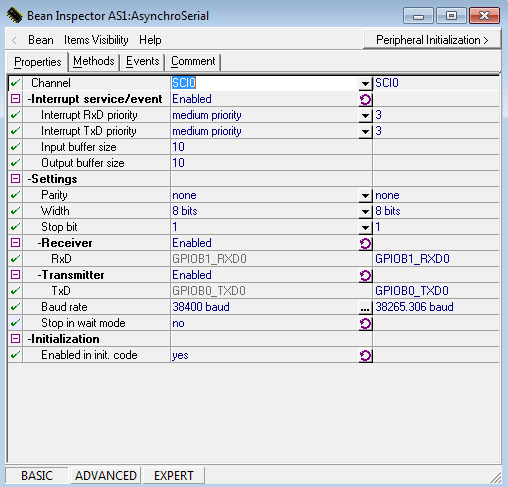 Bean Inspector AS1:AsynchroSerial
< Bean Items Visibility Help Peripheral Initialization >
Properties Methods Events Comment
Channel SCI0 SCI0
-Interrupt service/event Enabled
Interrupt RxD priority medium priority 3
Interrupt TxD priority medium priority 3
Input buffer size 10
Output buffer size 10
-Settings
Parity none none
Width 8 bits 8 bits
Stop bit 1 1
-Receiver Enabled
RxD GPIOB1_RXD0 GPIOB1_RXD0
-Transmitter Enabled
TxD GPIOB0_TXD0 GPIOB0_TXD0
Baud rate 38400 baud ... 38265.306 baud
Stop in wait mode no
-Initialization
Enabled in init. code yes
BASIC ADVANCED EXPERT